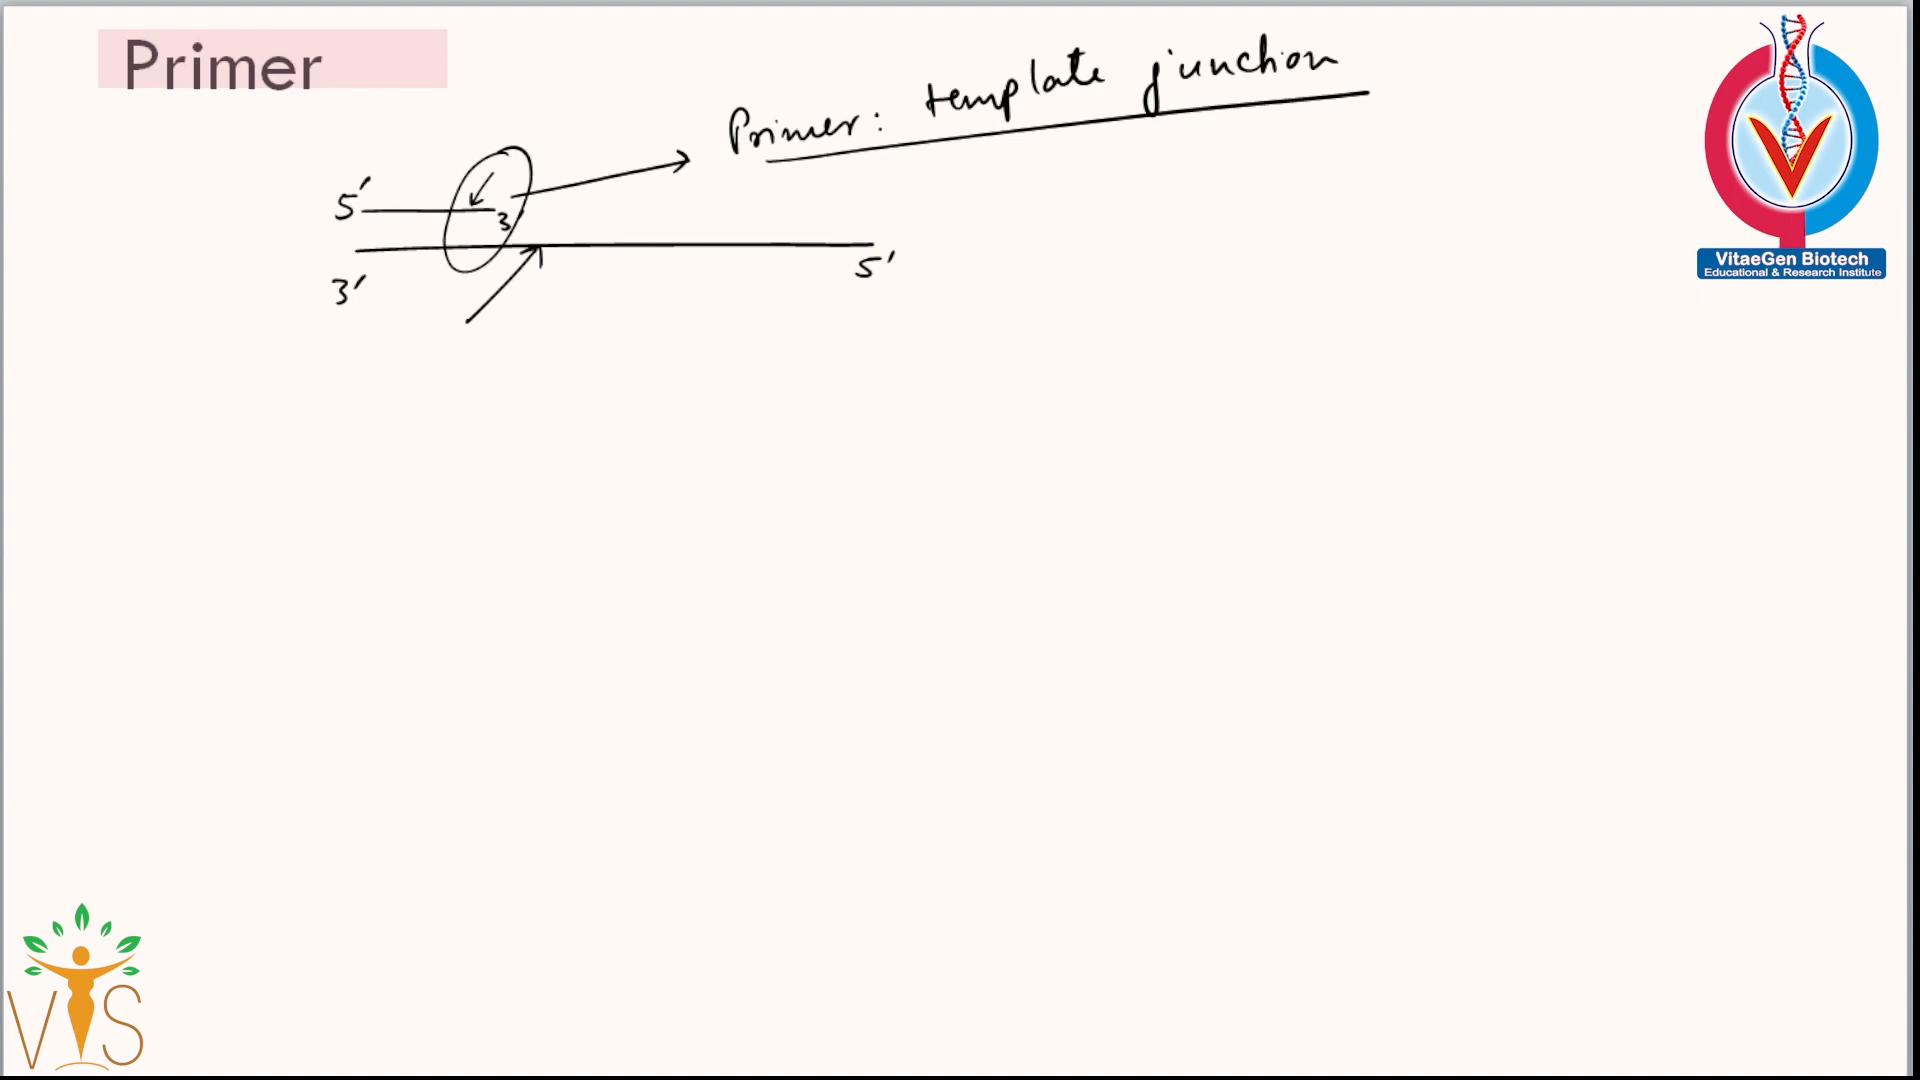 Primer
Primer: template junction
5'
3'
3'
5'
VitaeGen Biotech
Educational & Research Institute
VIS